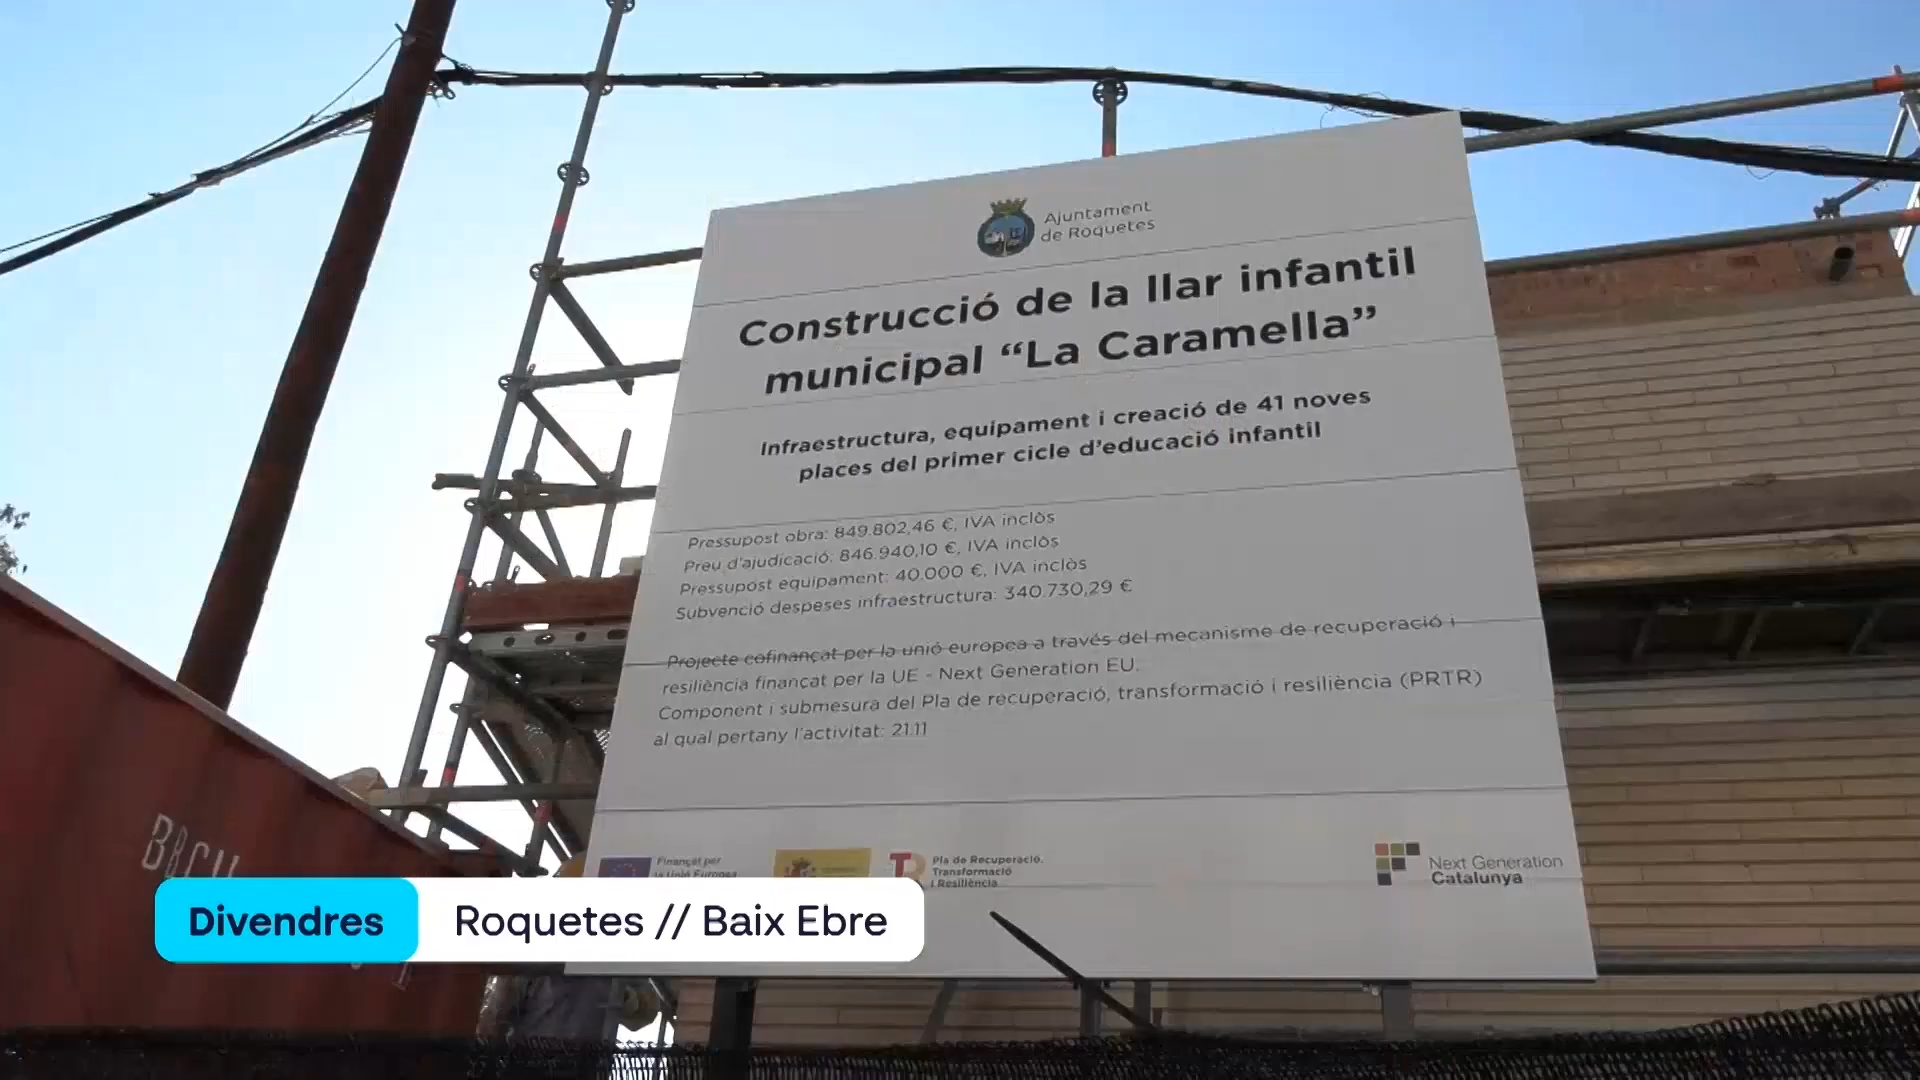 Ajuntament
de Roquetes
Construcció de la llar infantil
municipal “La Caramella”
Infraestructura, equipament i creació de 41 noves
places del primer cicle d’educació infantil
Pressupost obra: 849.802,46 €, IVA inclòs
Preu d’ajudicació: 846.940,10 €, IVA inclòs
Pressupost equipament: 40.000 €, IVA inclòs
Subvenció despeses infraestructura: 340.730,29 €
Projecte cofinançat per la unió europea a través del mecanisme de recuperació i
resiliència finançat per la UE - Next Generation EU.
Component i submesura del Pla de recuperació, transformació i resiliència (PRTR)
al qual pertany l’activitat: 21.11
Finançat per
la Unió Europea
Pla de Recuperació,
Transformació
i Resiliència
Next Generation
Catalunya
Divendres
Roquetes // Baix Ebre